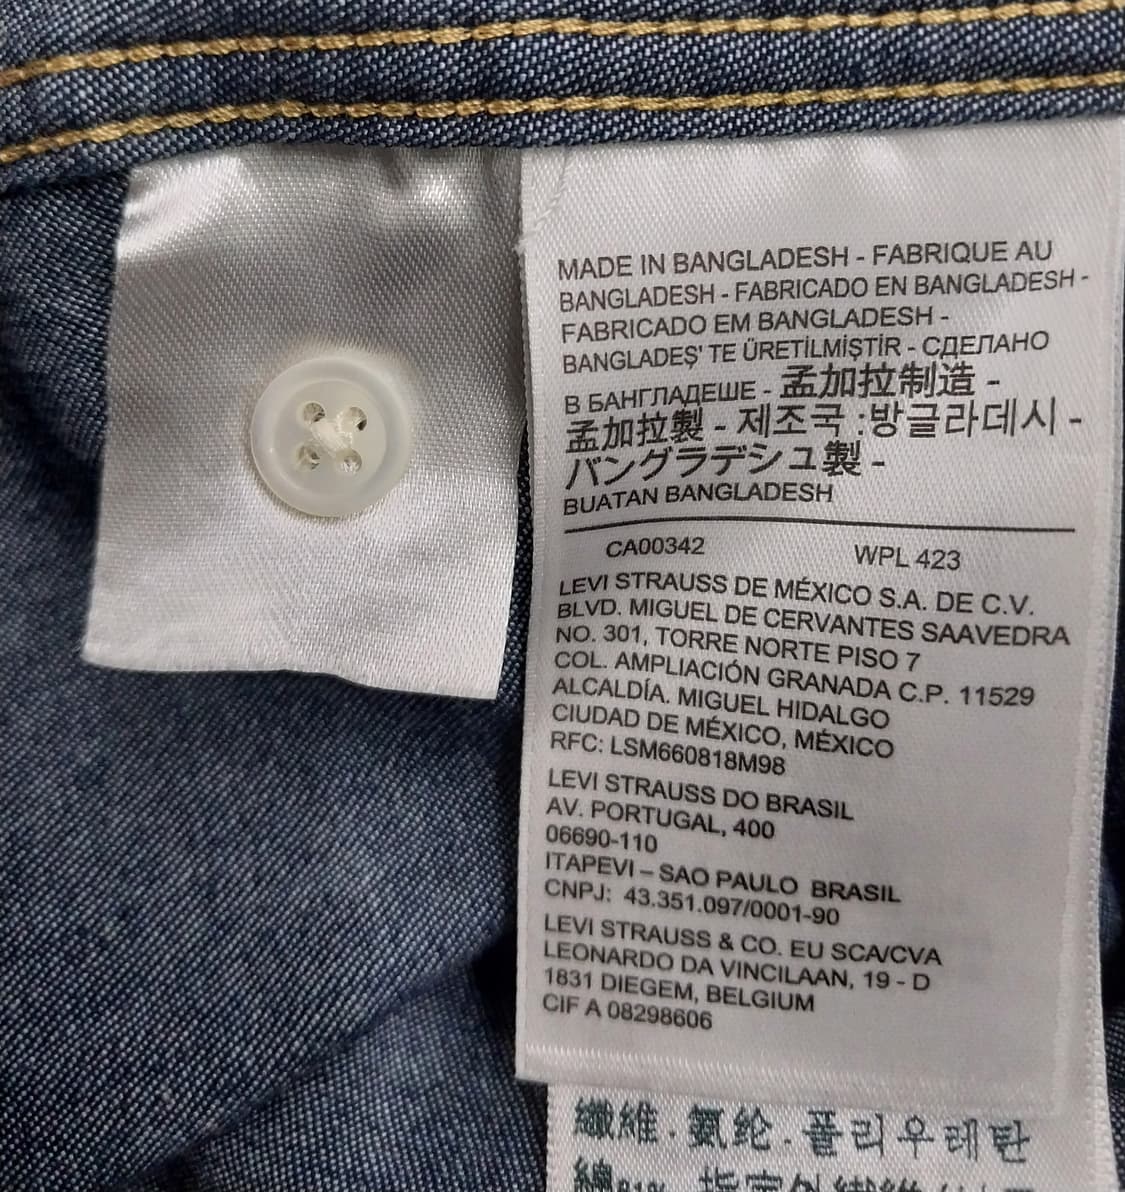 MADE IN BANGLADESH - FABRIQUE AU
BANGLADESH - FABRICADO EN BANGLADESH -
FABRICADO EM BANGLADESH -
BANGLADEŞ' TE ÜRETİLMİŞTİR - СДЕЛАНО
В БАНГЛАДЕШЕ - 孟加拉制造 -
孟加拉製 - 제조국 :방글라데시 -
バングラデシュ製 -
BUATAN BANGLADESH
CA00342 WPL 423
LEVI STRAUSS DE MÉXICO S.A. DE C.V.
BLVD. MIGUEL DE CERVANTES SAAVEDRA
NO. 301, TORRE NORTE PISO 7
COL. AMPLIACIÓN GRANADA C.P. 11529
ALCALDÍA. MIGUEL HIDALGO
CIUDAD DE MÉXICO, MÉXICO
RFC: LSM660818M98
LEVI STRAUSS DO BRASIL
AV. PORTUGAL, 400
06690-110
ITAPEVI – SAO PAULO BRASIL
CNPJ: 43.351.097/0001-90
LEVI STRAUSS & CO. EU SCA/CVA
LEONARDO DA VINCILAAN, 19 - D
1831 DIEGEM, BELGIUM
CIF A 08298606
纖維 . 氨纶 . 폴리우레탄